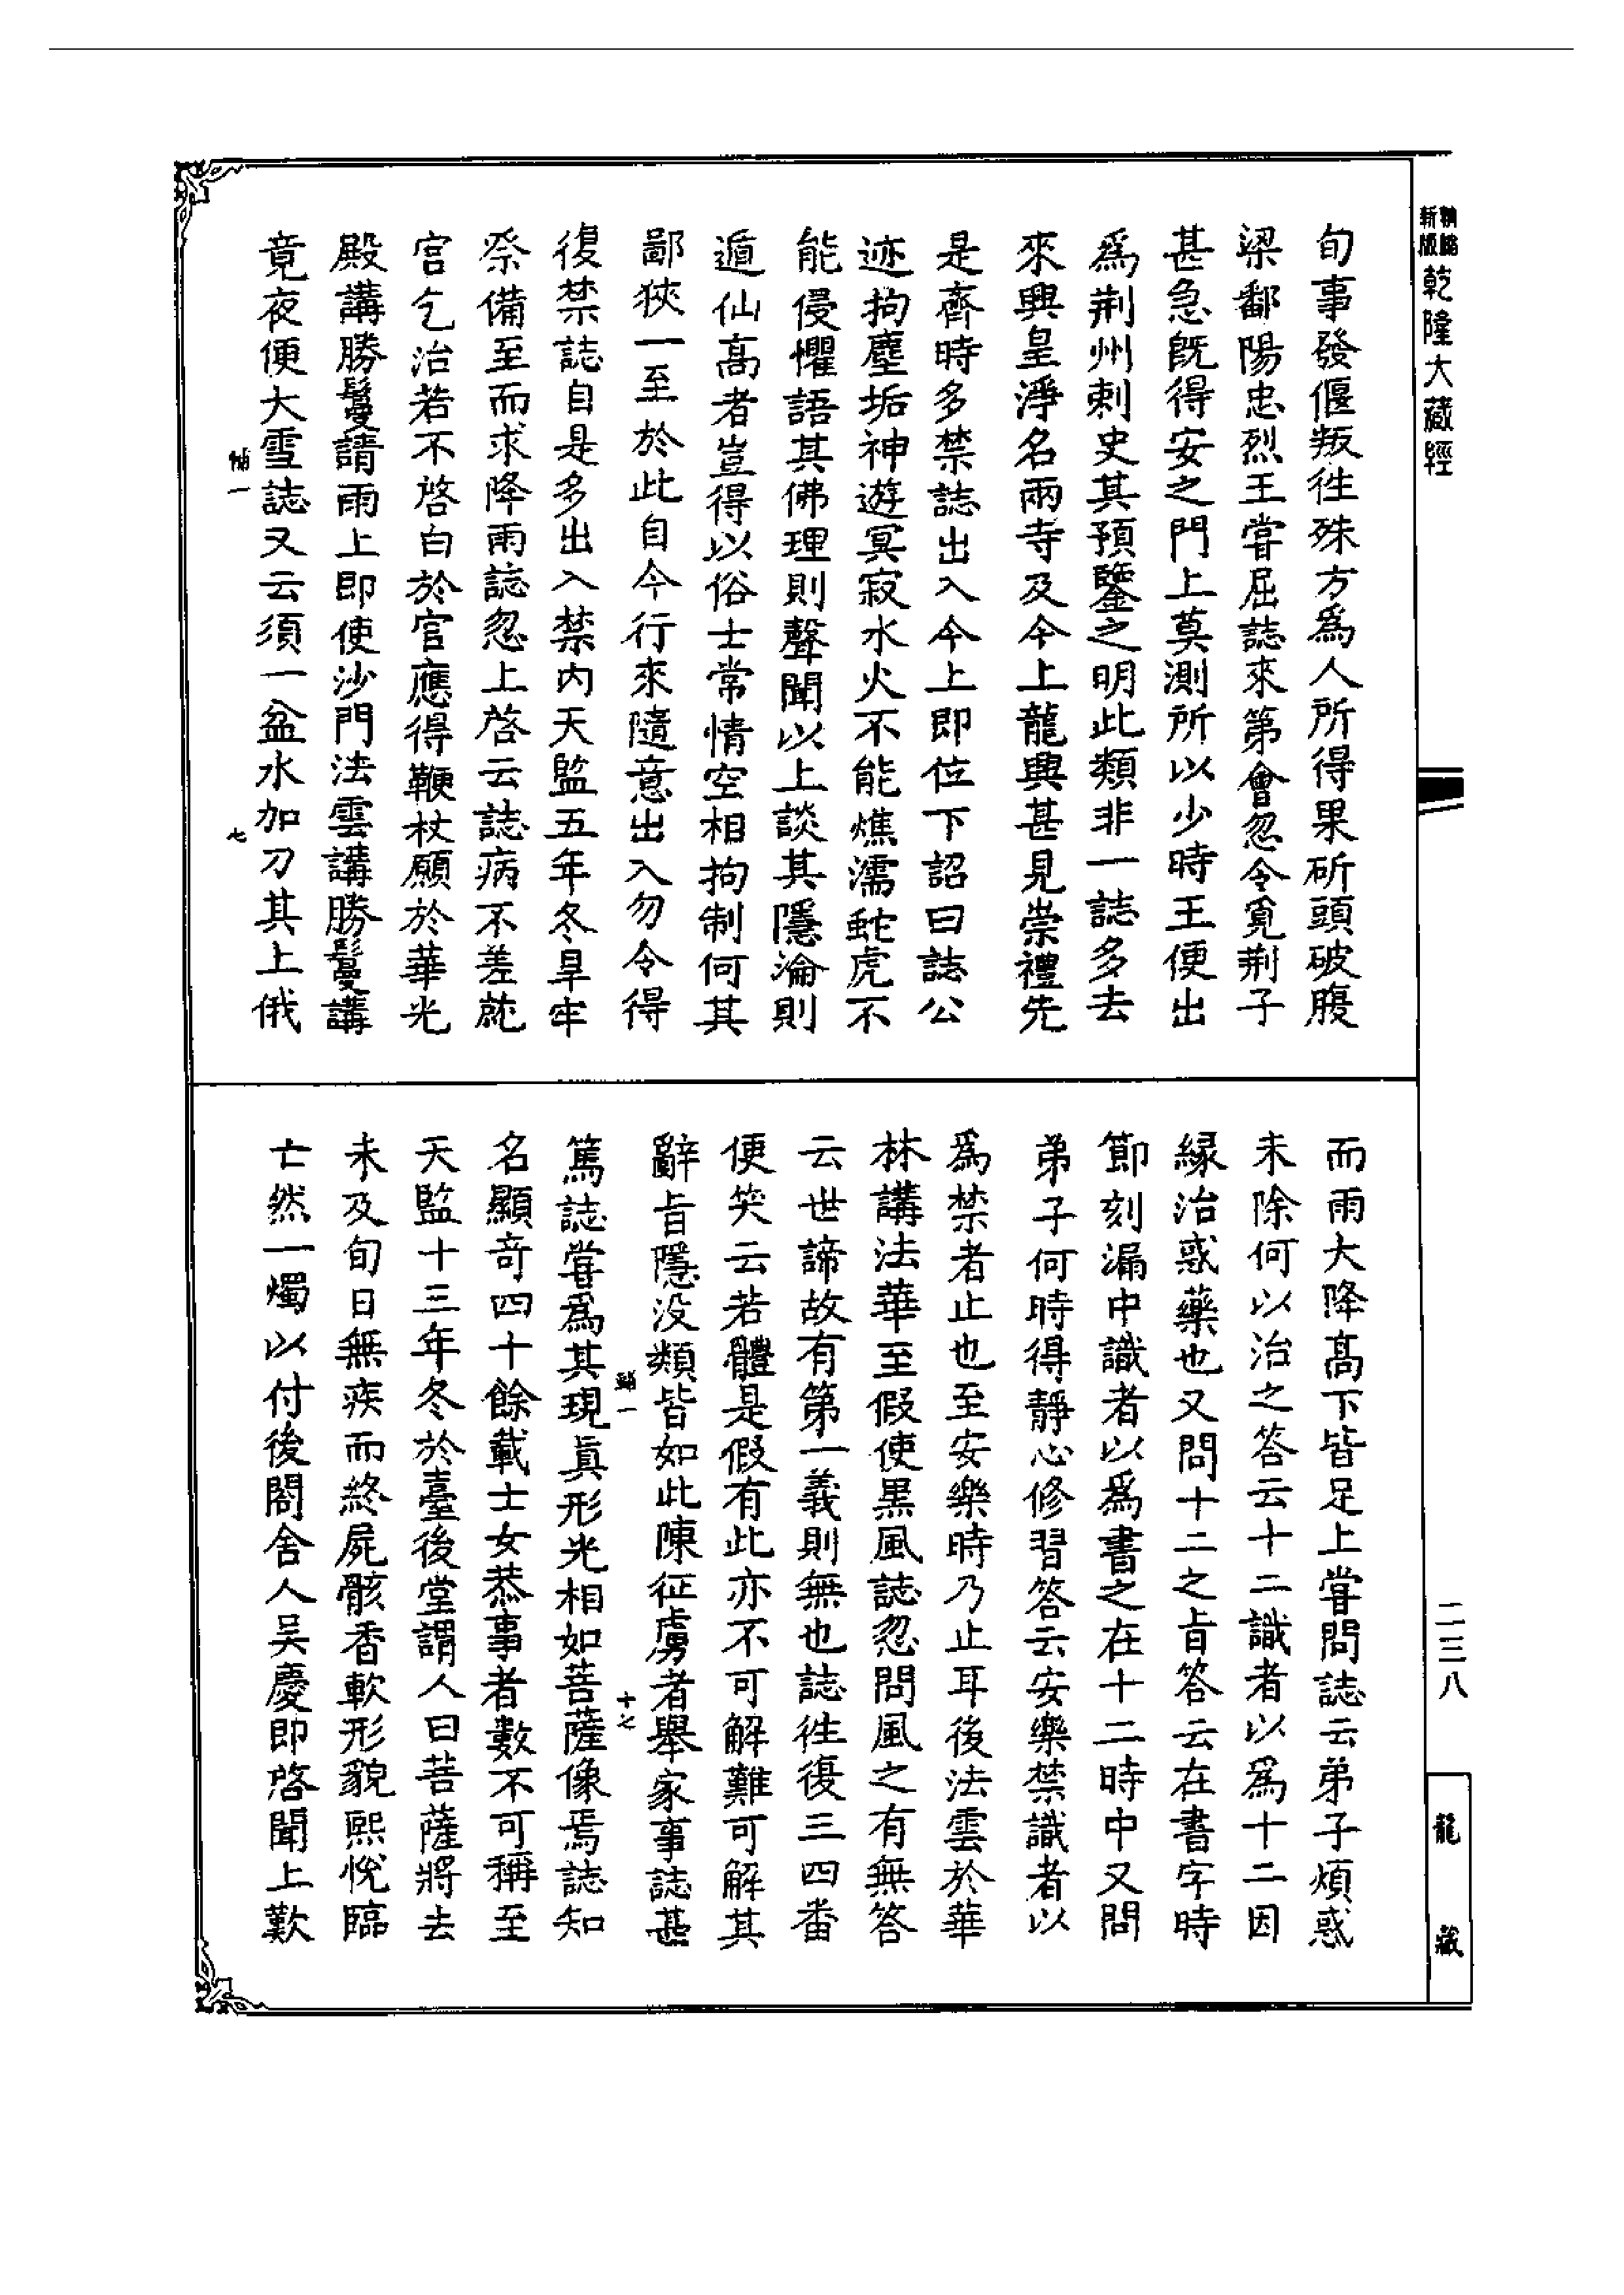 新版
精縮
乾隆大藏經
旬事發偃叛徃殊方爲人所得果斫頭破腹
梁鄱陽忠烈王甞屈誌來第會忽令覓荆子
甚急旣得安之門上莫測所以少時王便出
爲荆州刺史其預鑒之明此類非一誌多去
來興皇淨名兩寺及今上龍興甚見崇禮先
是齊時多禁誌出入今上即位下詔曰誌公
迹拘塵垢神遊冥寂水火不能燋濡蛇虎不
能侵懼語其佛理則聲聞以上談其隱淪則
遁仙髙者豈得以俗士常情空相拘制何其
鄙狹一至於此自今行來隨意出入勿令得
復禁誌自是多出入禁内天監五年冬旱牢
祭備至而求降雨誌忽上啓云誌病不差就
官乞治若不啓白於官應得鞭杖願於華光
殿講勝鬘請雨上即使沙門法雲講勝鬘講
竟夜便大雪誌又云須一盆水加刀其上俄
輔一
七
而雨大降髙下皆足上甞問誌云弟子煩惑
未除何以治之答云十二識者以爲十二因
縁治惑藥也又問十二之旨答云在書字時
節刻漏中識者以爲書之在十二時中又問
弟子何時得靜心修習答云安樂禁識者以
爲禁者止也至安樂時乃止耳後法雲於華
林講法華至假使黒風誌忽問風之有無答
云世諦故有第一義則無也誌徃復三四番
便笑云若體是假有此亦不可解難可解其
辭旨隱没類皆如此陳征虜者舉家事誌甚
輔一
十七
篤誌甞爲其現眞形光相如菩薩像焉誌知
名顯奇四十餘載士女恭事者數不可稱至
天監十三年冬於臺後堂謂人曰菩薩將去
未及旬日無疾而終屍骸香軟形貌熙悅臨
亡然一燭以付後閤舍人吴慶即啓聞上歎
二三八
龍藏